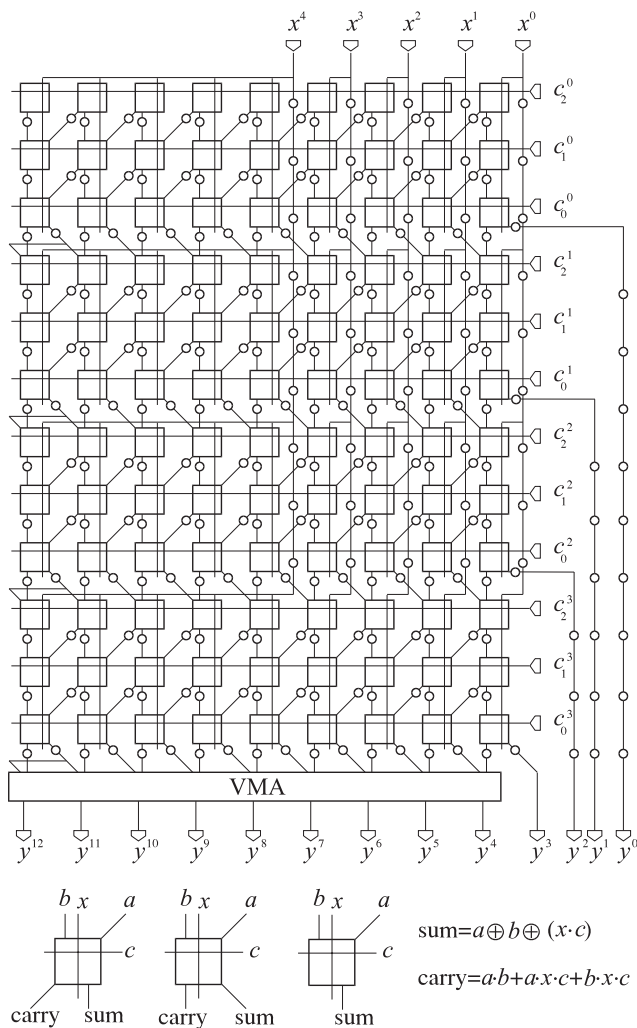 x⁴ x³ x² x¹ x⁰
c₂⁰
c₁⁰
c₀⁰
c₂¹
c₁¹
c₀¹
c₂²
c₁²
c₀²
c₂³
c₁³
c₀³
VMA
y¹² y¹¹ y¹⁰ y⁹ y⁸ y⁷ y⁶ y⁵ y⁴ y³ y² y¹ y⁰
b x a b x a a
c c
sum=a⊕b⊕(x·c)
carry=a·b+a·x·c+b·x·c
carry sum carry sum sum